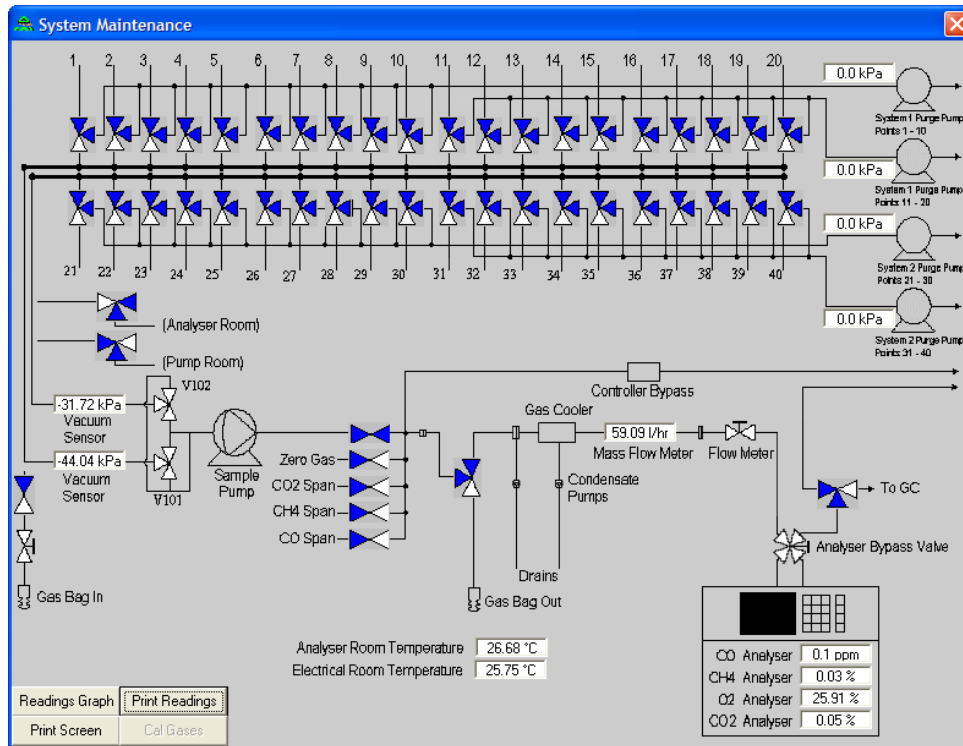 System Maintenance
1 2 3 4 5 6 7 8 9 10 11 12 13 14 15 16 17 18 19 20
0.0 kPa
System 1 Purge Pump
Points 1 - 10
0.0 kPa
System 1 Purge Pump
Points 11 - 20
0.0 kPa
System 2 Purge Pump
Points 21 - 30
0.0 kPa
System 2 Purge Pump
Points 31 - 40
21 22 23 24 25 26 27 28 29 30 31 32 33 34 35 36 37 38 39 40
(Analyser Room)
(Pump Room)
V102
-31.72 kPa
Vacuum
Sensor
-44.04 kPa
Vacuum
Sensor
V101
Sample
Pump
Zero Gas
CO2 Span
CH4 Span
CO Span
Controller Bypass
Gas Cooler
59.09 l/hr
Mass Flow Meter
Flow Meter
Condensate
Pumps
Drains
Gas Bag In
Gas Bag Out
To GC
Analyser Bypass Valve
Analyser Room Temperature 26.68 °C
Electrical Room Temperature 25.75 °C
CO Analyser 0.1 ppm
CH4 Analyser 0.03 %
O2 Analyser 25.91 %
CO2 Analyser 0.05 %
Readings Graph Print Readings
Print Screen Cal Gases